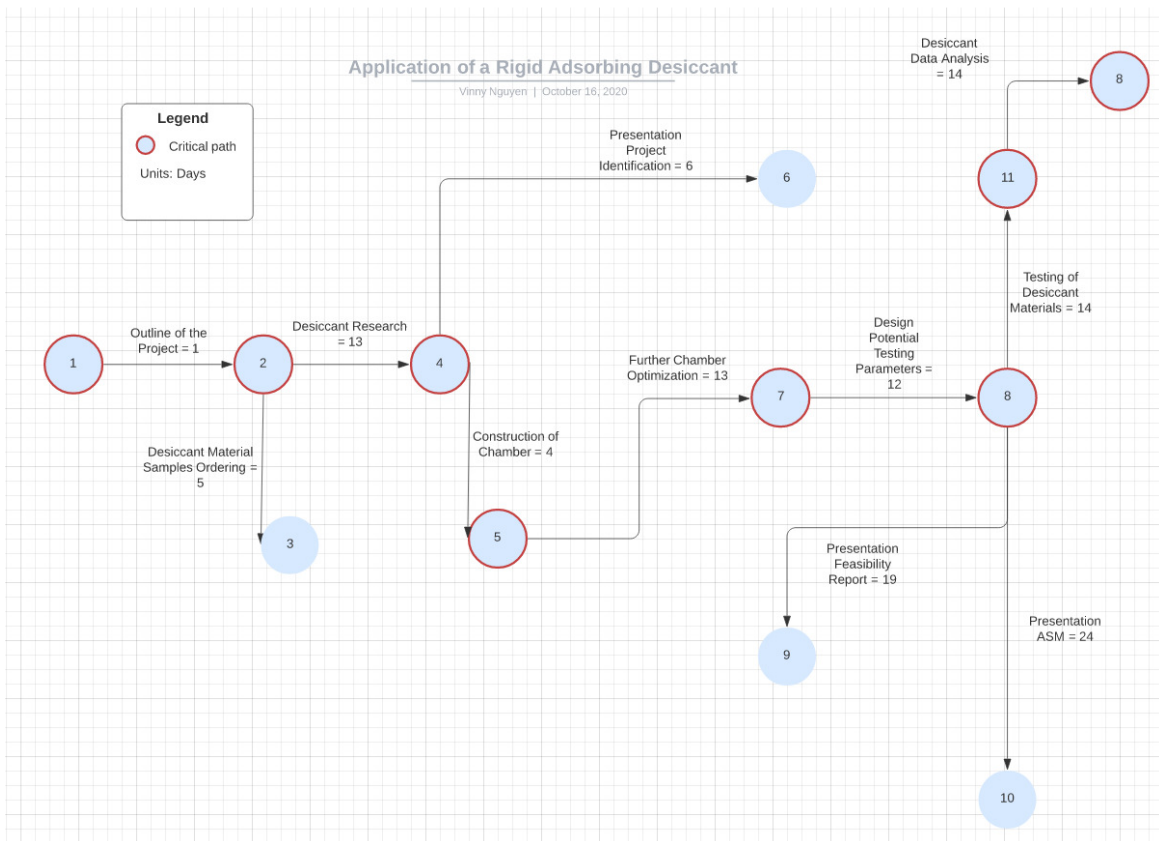 Application of a Rigid Adsorbing Desiccant
Vinny Nguyen | October 16, 2020
Legend
Critical path
Units: Days
Desiccant
Data Analysis
= 14
8
Presentation
Project
Identification = 6
6
11
Testing of
Desiccant
Materials = 14
1
Outline of the
Project = 1
2
Desiccant Research
= 13
4
Further Chamber
Optimization = 13
7
Design
Potential
Testing
Parameters =
12
8
Desiccant Material
Samples Ordering =
5
3
Construction of
Chamber = 4
5
Presentation
Feasibility
Report = 19
9
Presentation
ASM = 24
10